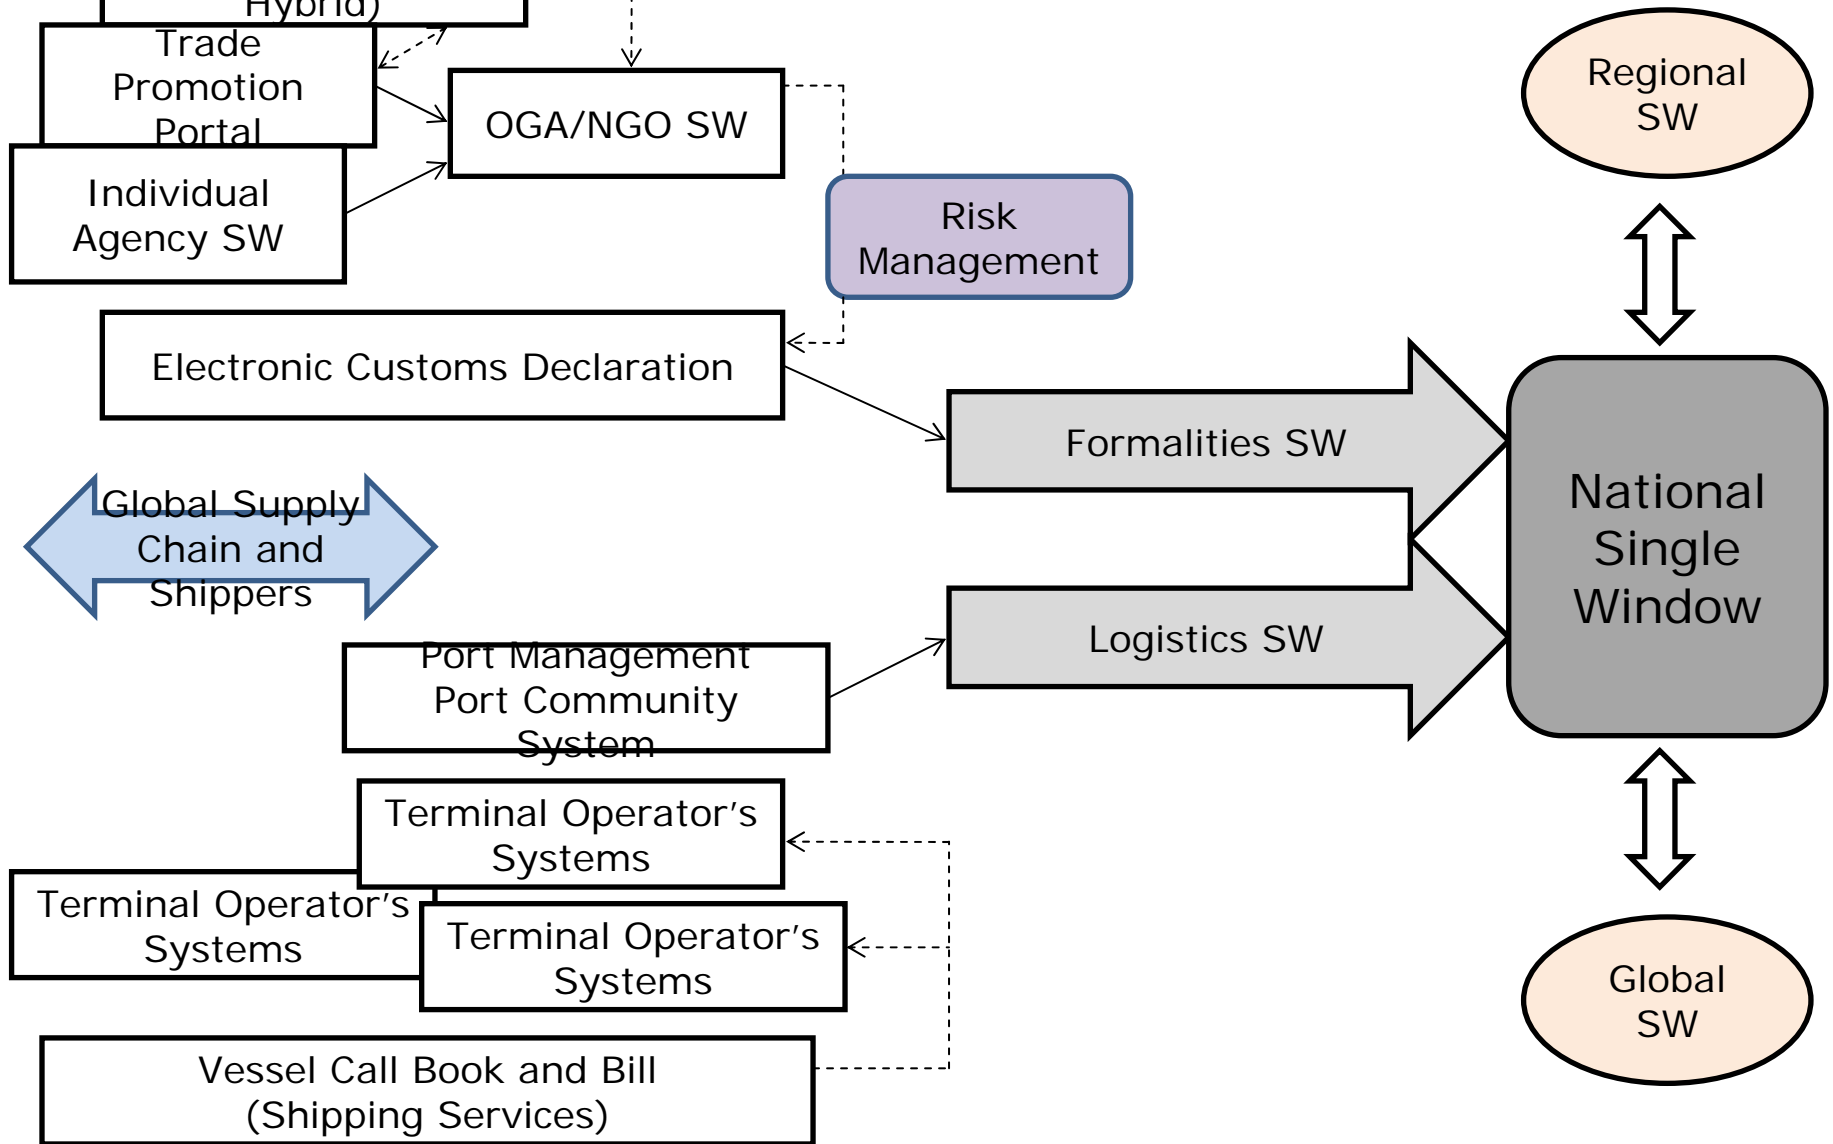 Hybrid)
Trade
Promotion
Portal
OGA/NGO SW
Individual
Agency SW
Risk
Management
Regional
SW
Electronic Customs Declaration
Formalities SW
Global Supply
Chain and
Shippers
National
Single
Window
Logistics SW
Port Management
Port Community
System
Terminal Operator's
Systems
Terminal Operator's
Systems
Terminal Operator's
Systems
Global
SW
Vessel Call Book and Bill
(Shipping Services)